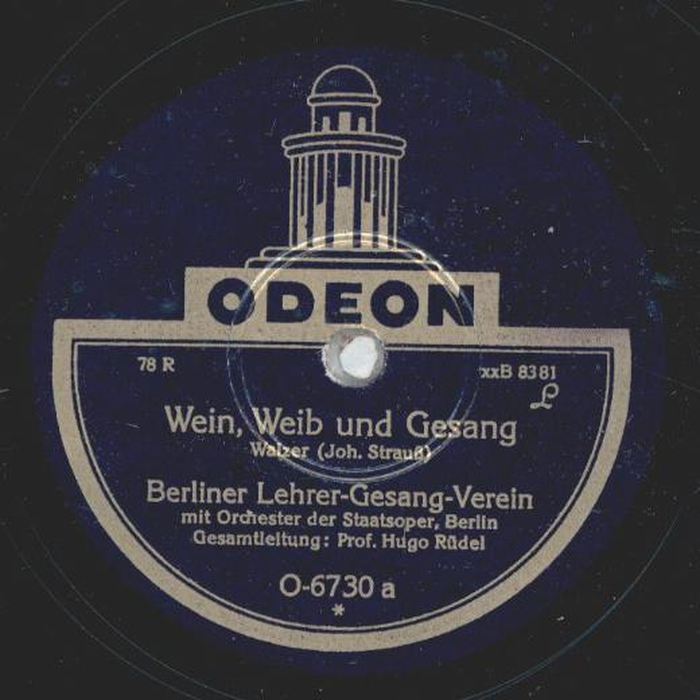 ODEON
78 R
xxB 8381
L
Wein, Weib und Gesang
Walzer (Joh. Strauß)
Berliner Lehrer-Gesang-Verein
mit Orchester der Staatsoper, Berlin
Gesamtleitung: Prof. Hugo Rüdel
O-6730 a
*